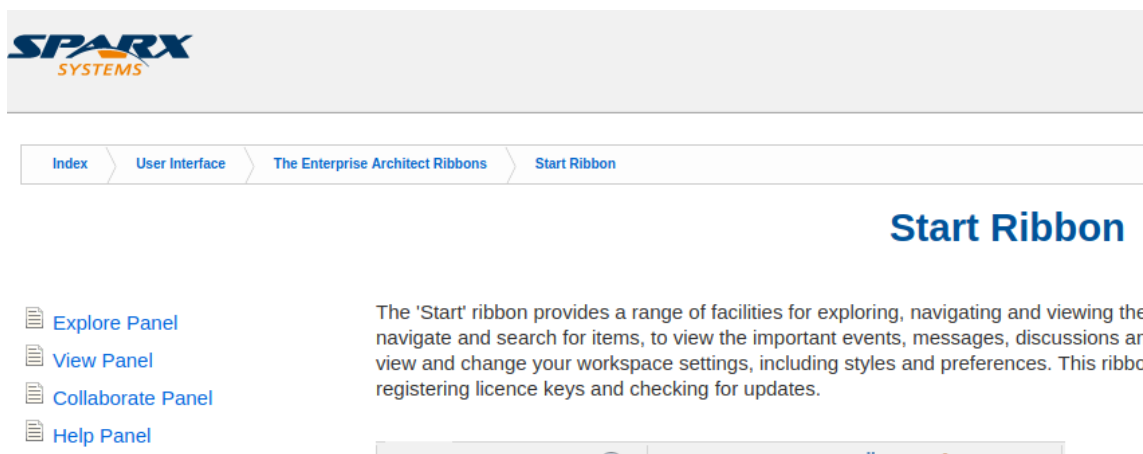 SPARX
SYSTEMS
Index User Interface The Enterprise Architect Ribbons Start Ribbon
Start Ribbon
Explore Panel
View Panel
Collaborate Panel
Help Panel
The 'Start' ribbon provides a range of facilities for exploring, navigating and viewing the
navigate and search for items, to view the important events, messages, discussions
view and change your workspace settings, including styles and preferences. This
registering licence keys and checking for updates.